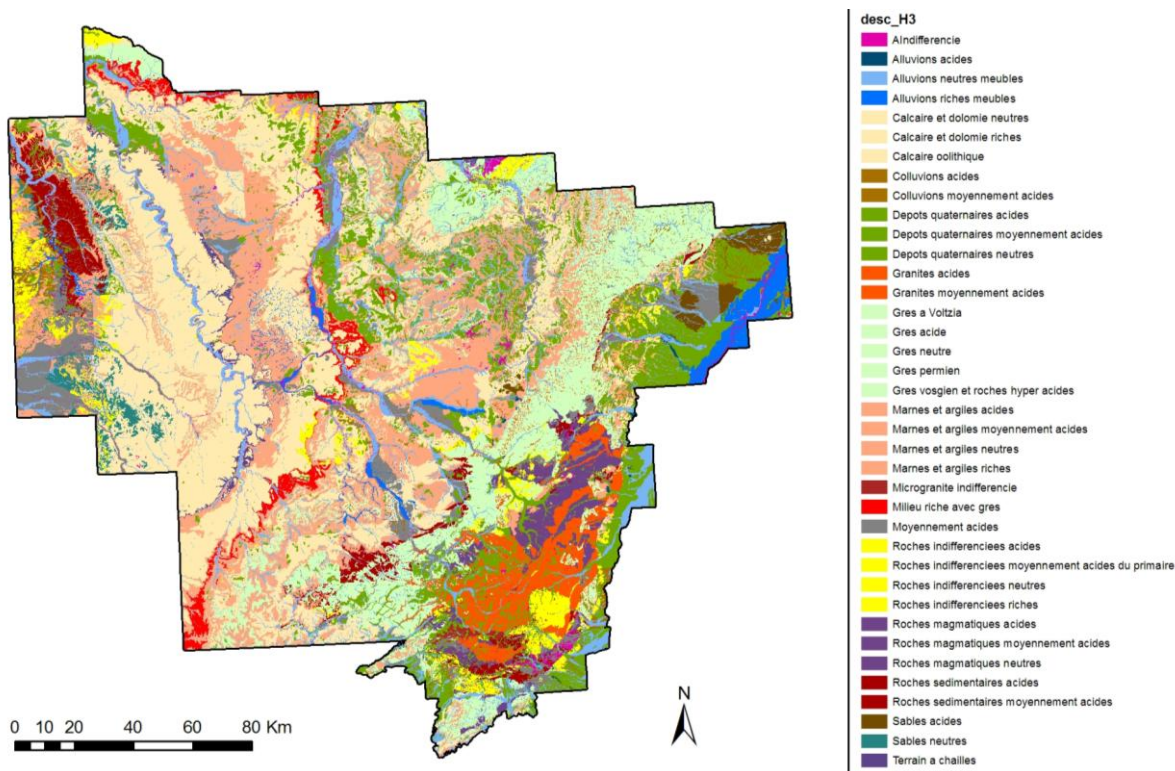 desc_H3
AIndifferencie
Alluvions acides
Alluvions neutres meubles
Alluvions riches meubles
Calcaire et dolomie neutres
Calcaire et dolomie riches
Calcaire oolithique
Colluvions acides
Colluvions moyennement acides
Depots quaternaires acides
Depots quaternaires moyennement acides
Depots quaternaires neutres
Granites acides
Granites moyennement acides
Gres a Voltzia
Gres acide
Gres neutre
Gres permien
Gres vosgien et roches hyper acides
Marnes et argiles acides
Marnes et argiles moyennement acides
Marnes et argiles neutres
Marnes et argiles riches
Microgranite indifferencie
Milieu riche avec gres
Moyennement acides
Roches indifferenciees acides
Roches indifferenciees moyennement acides du primaire
Roches indifferenciees neutres
Roches indifferenciees riches
Roches magmatiques acides
Roches magmatiques moyennement acides
Roches magmatiques neutres
Roches sedimentaires acides
Roches sedimentaires moyennement acides
Sables acides
Sables neutres
Terrain a chailles
N
0 10 20 40 60 80 Km